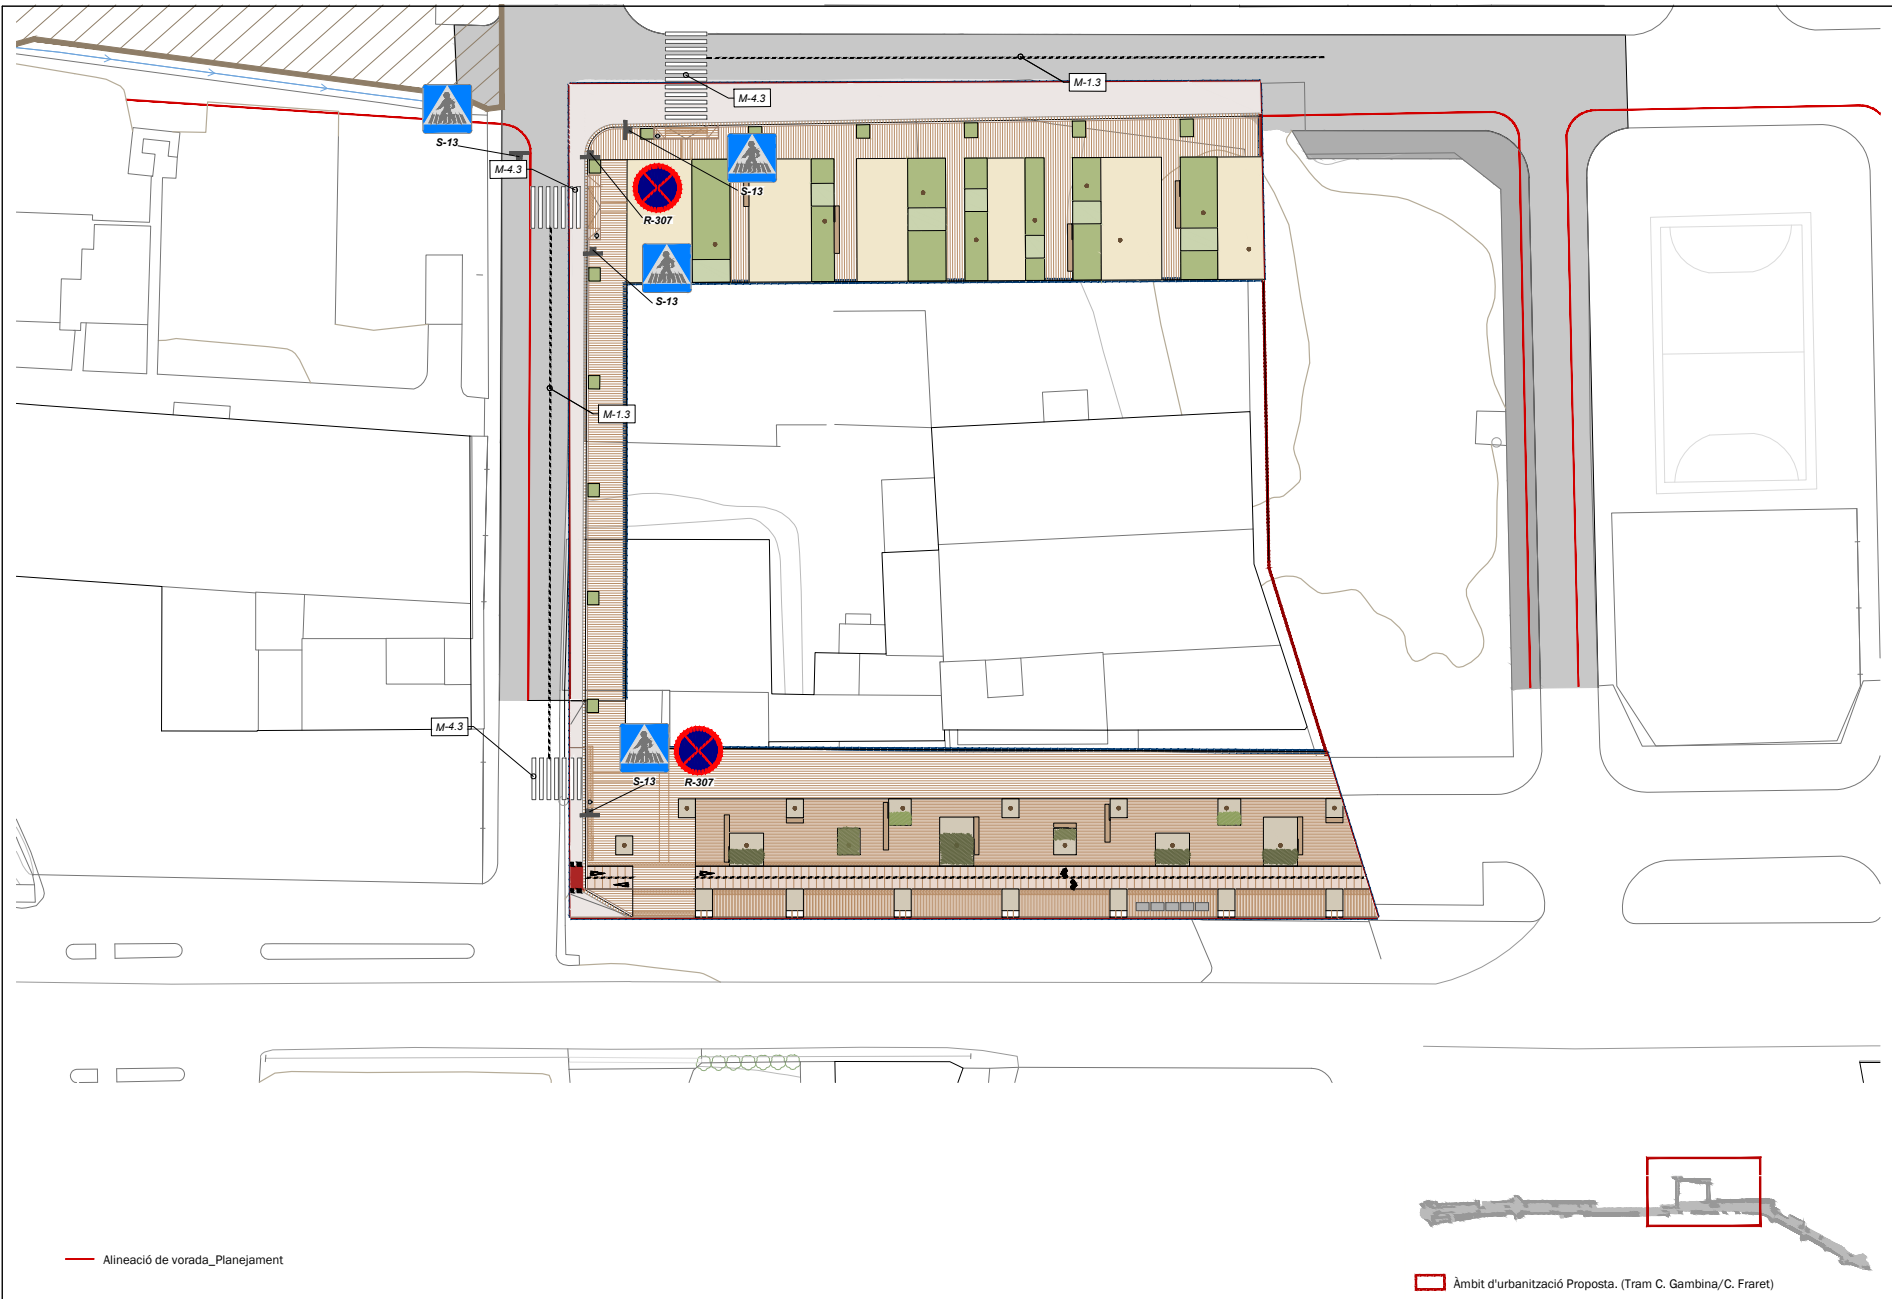 M-1.3
M-4.3
S-13
M-4.3
S-13
R-307
S-13
M-1.3
M-4.3
S-13
R-307
Alineació de vorada_Planejament
Àmbit d'urbanització Proposta. (Tram C. Gambina/C. Fraret)